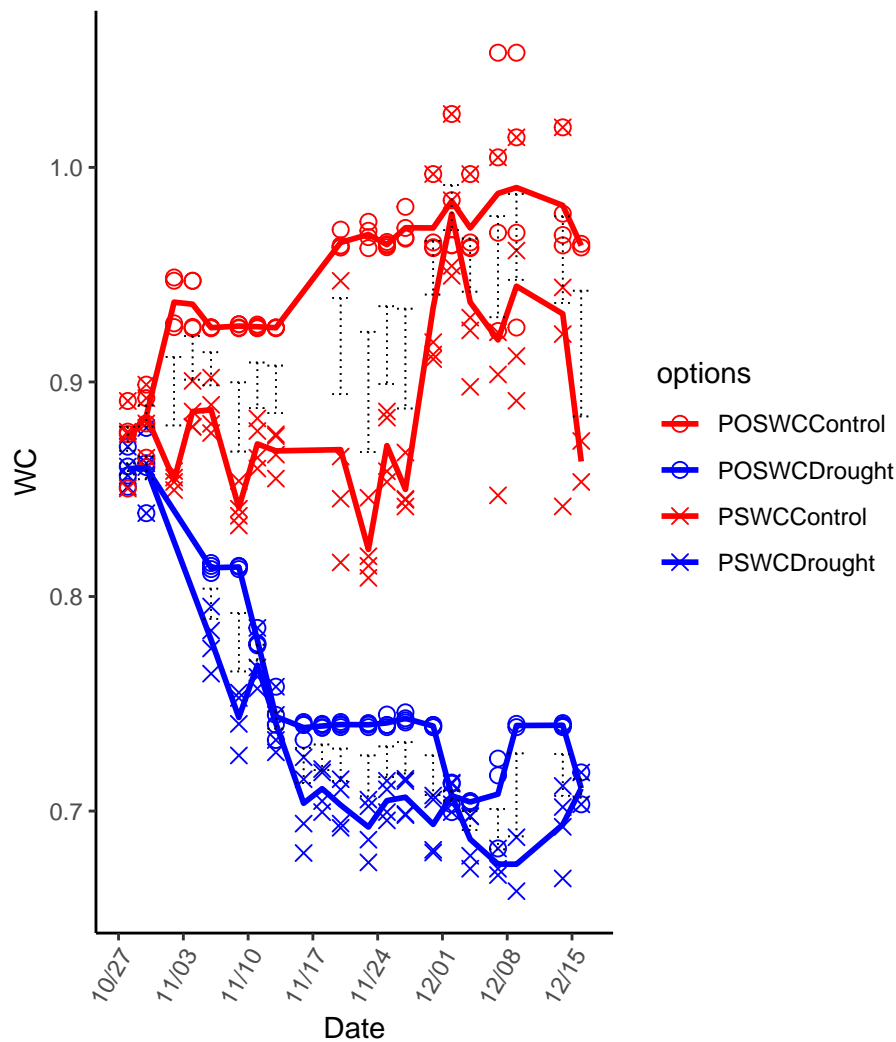 1.0
0.9
0.8
0.7
WC
10/27
11/03
11/10
11/17
11/24
12/01
12/08
12/15
Date
options
POSWCControl
POSWCDrought
PSWCControl
PSWCDrought